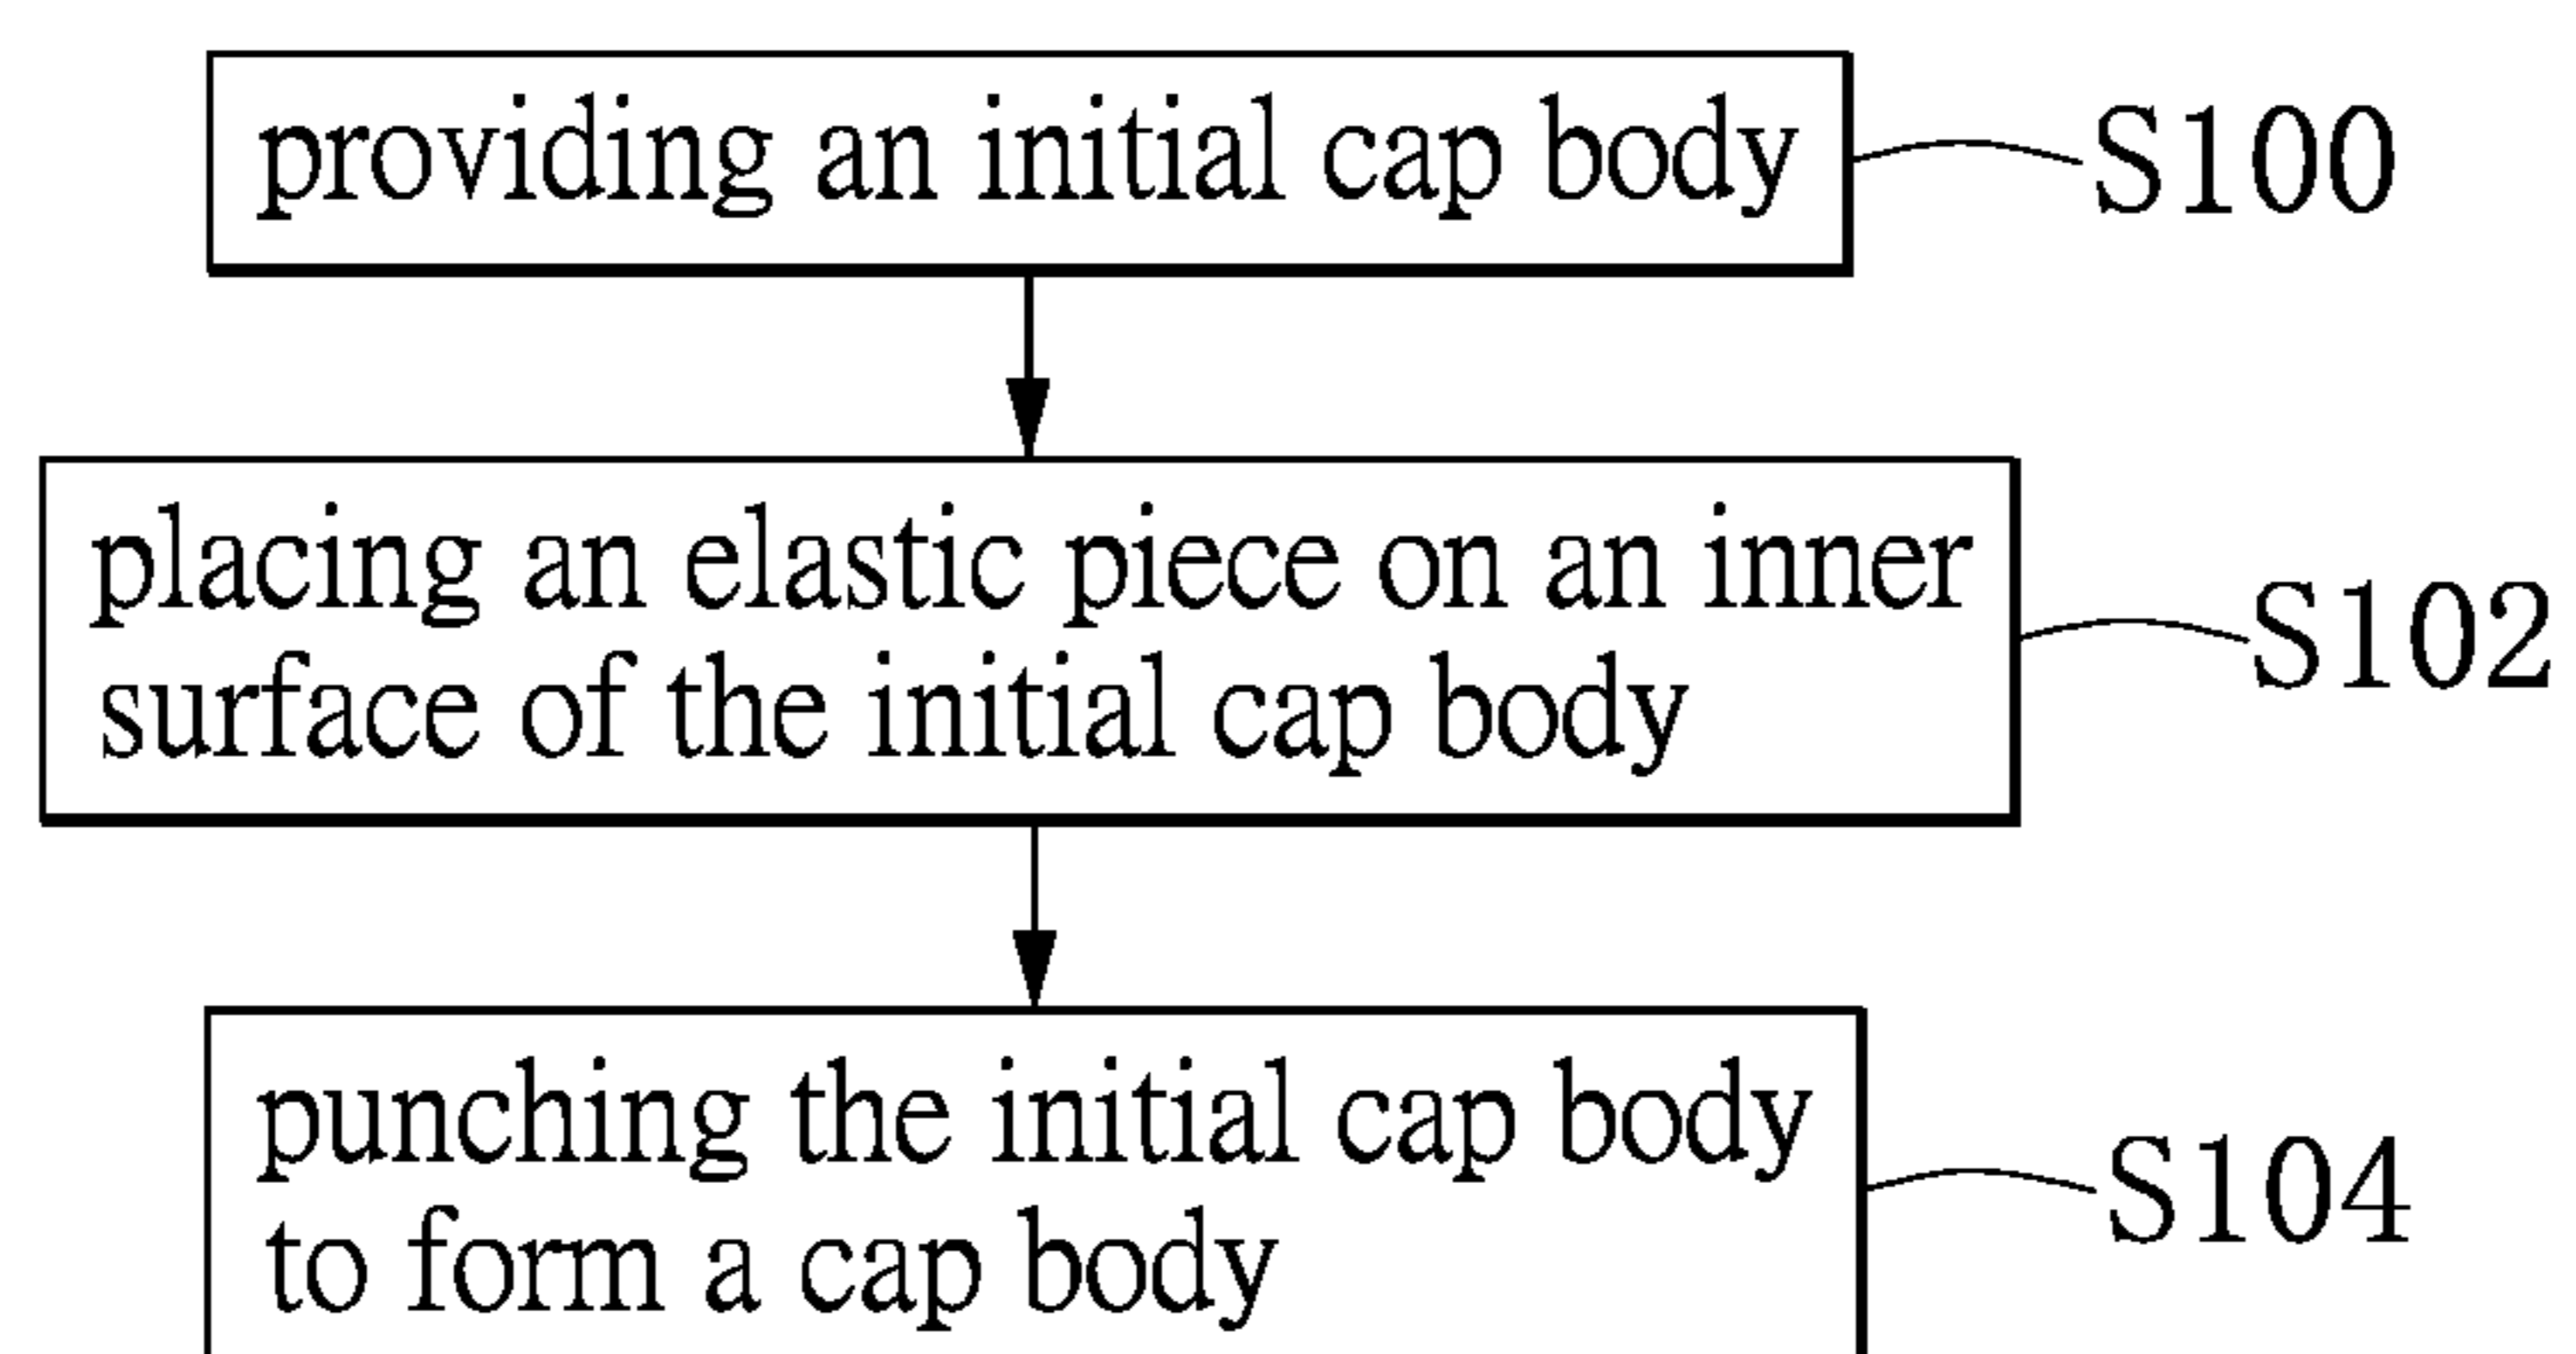 providing an initial cap body
S100
placing an elastic piece on an inner
surface of the initial cap body
S102
punching the initial cap body
to form a cap body
S104